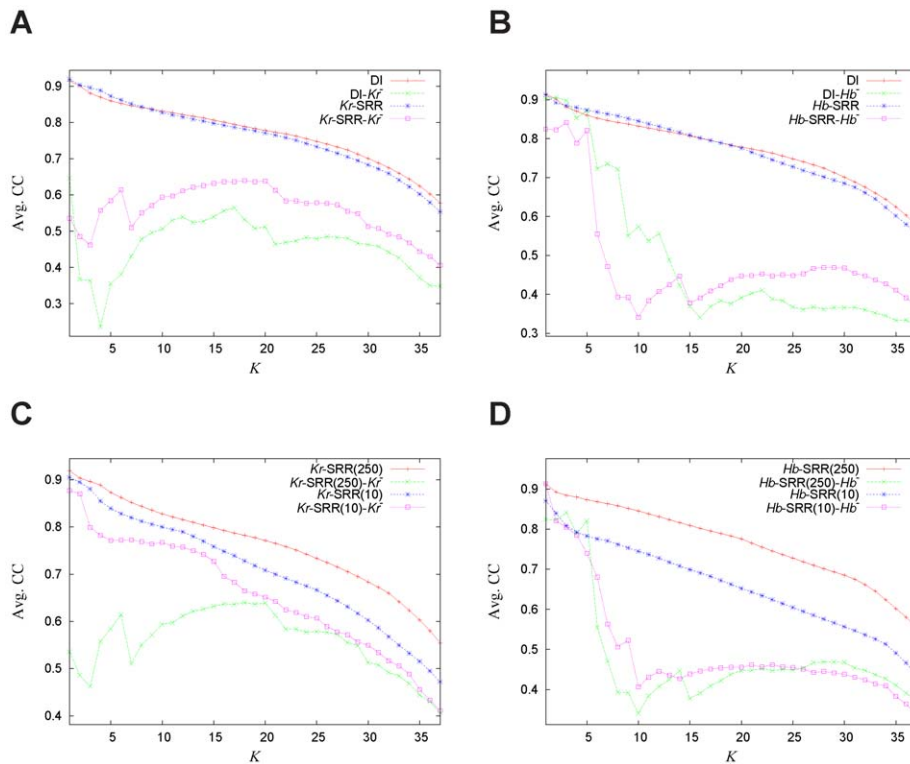 A
0.9
0.8
0.7
0.6
0.5
0.4
0.3
Avg. CC
DI
DI-Kr⁻
Kr-SRR
Kr-SRR-Kr⁻
5
10
15
20
25
30
35
K
B
0.9
0.8
0.7
0.6
0.5
0.4
0.3
Avg. CC
DI
DI-Hb⁻
Hb-SRR
Hb-SRR-Hb⁻
5
10
15
20
25
30
35
K
C
0.9
0.8
0.7
0.6
0.5
0.4
Avg. CC
Kr-SRR(250)
Kr-SRR(250)-Kr⁻
Kr-SRR(10)
Kr-SRR(10)-Kr⁻
5
10
15
20
25
30
35
K
D
0.9
0.8
0.7
0.6
0.5
0.4
Avg. CC
Hb-SRR(250)
Hb-SRR(250)-Hb⁻
Hb-SRR(10)
Hb-SRR(10)-Hb⁻
5
10
15
20
25
30
35
K